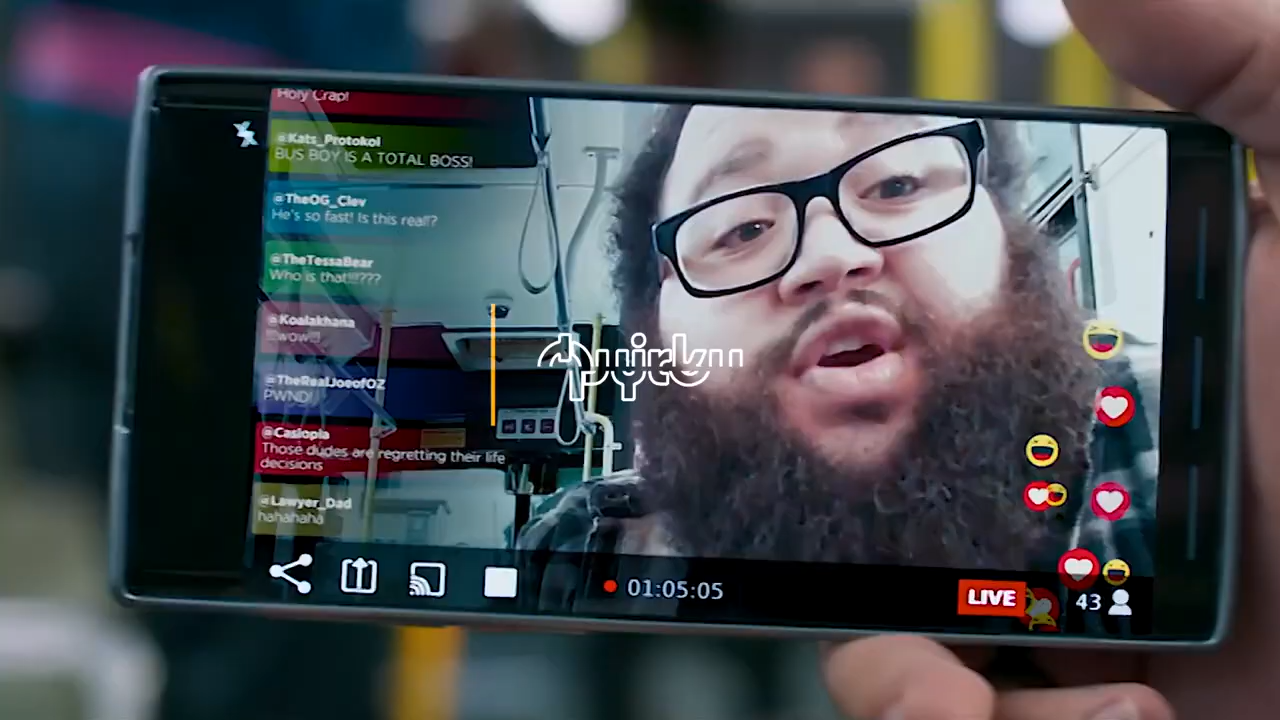 Holy Crap!
@Kats_Protokol
BUS BOY IS A TOTAL BOSS!
@TheOG_Clev
He's so fast! Is this real!?
@TheTessaBear
Who is that!!!???
@Koalakhana
!!!wow!!!
@TheRealJoeofOZ
PWND!
@Casiopia
Those dudes are regretting their life
decisions
@Lawyer_Dad
hahahaha
01:05:05
LIVE
43